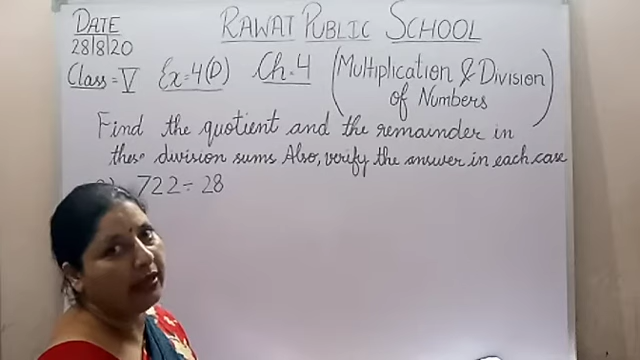 DATE
28/8/20
RAWAT PUBLIC SCHOOL
Class = V Ex = 4(D) Ch. 4 (Multiplication & Division of Numbers)
Find the quotient and the remainder in
these division sums Also, verify the answer in each case
722 ÷ 28